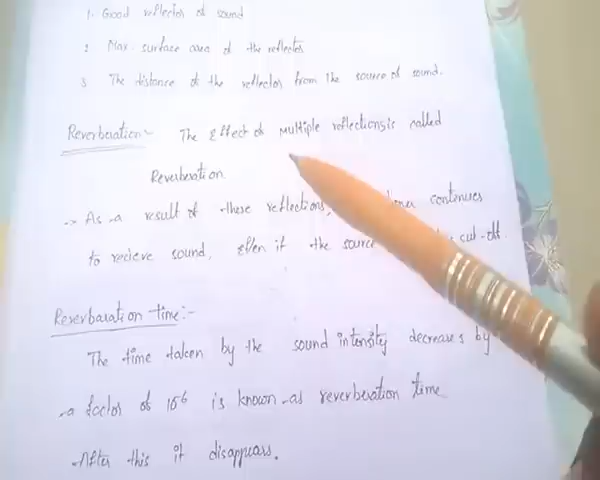 1. Good reflector of sound
2 Max. surface area of the reflector
3 The distance of the reflector from the source of sound.
Reverberation~ The Effect of Multiple reflections is called
Reverberation.
→ As a result of these reflections, continues
to recieve sound, Even if the source cut-off.
Reverberation time:-
The time taken by the sound intensity decreases by
a factor of 10⁶ is known as reverberation time
After this it disappears.